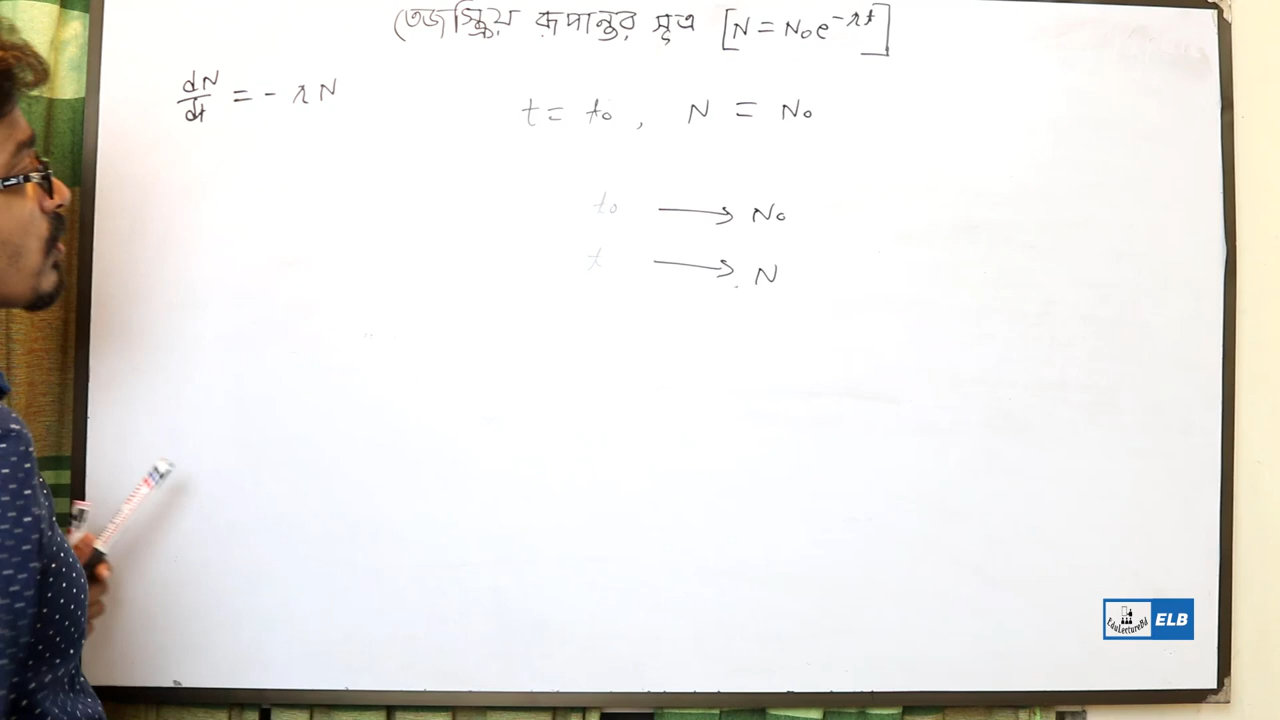 তেজস্ক্রিয় রূপান্তর সূত্র [N = N₀e^{-λt}]
dN/dt = - λN
t = t₀, N = N₀
t₀ → N₀
t → N
EduLectureBd ELB